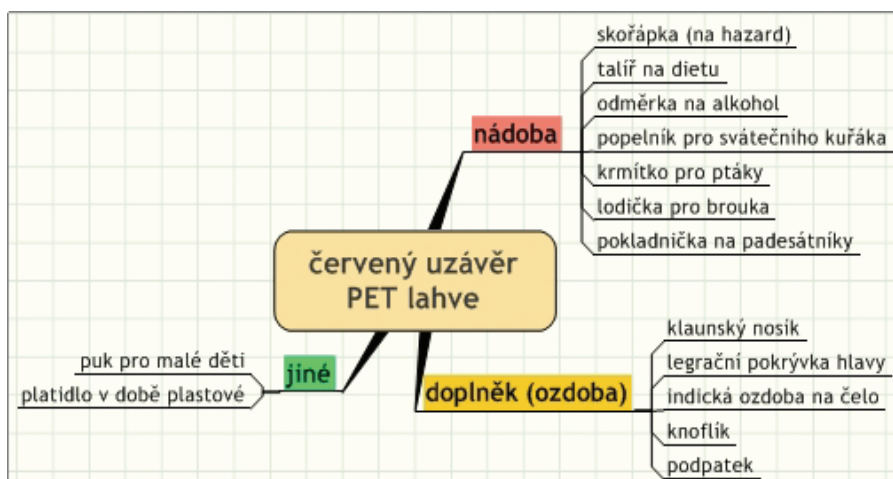 červený uzávěr
PET lahve
nádoba
skořápka (na hazard)
talíř na dietu
odměrka na alkohol
popelník pro svátečního kuřáka
krmítko pro ptáky
lodička pro brouka
pokladnička na padesátníky
doplněk (ozdoba)
klaunský nosík
legrační pokrývka hlavy
indická ozdoba na čelo
knoflík
podpatek
jiné
puk pro malé děti
platidlo v době plastové